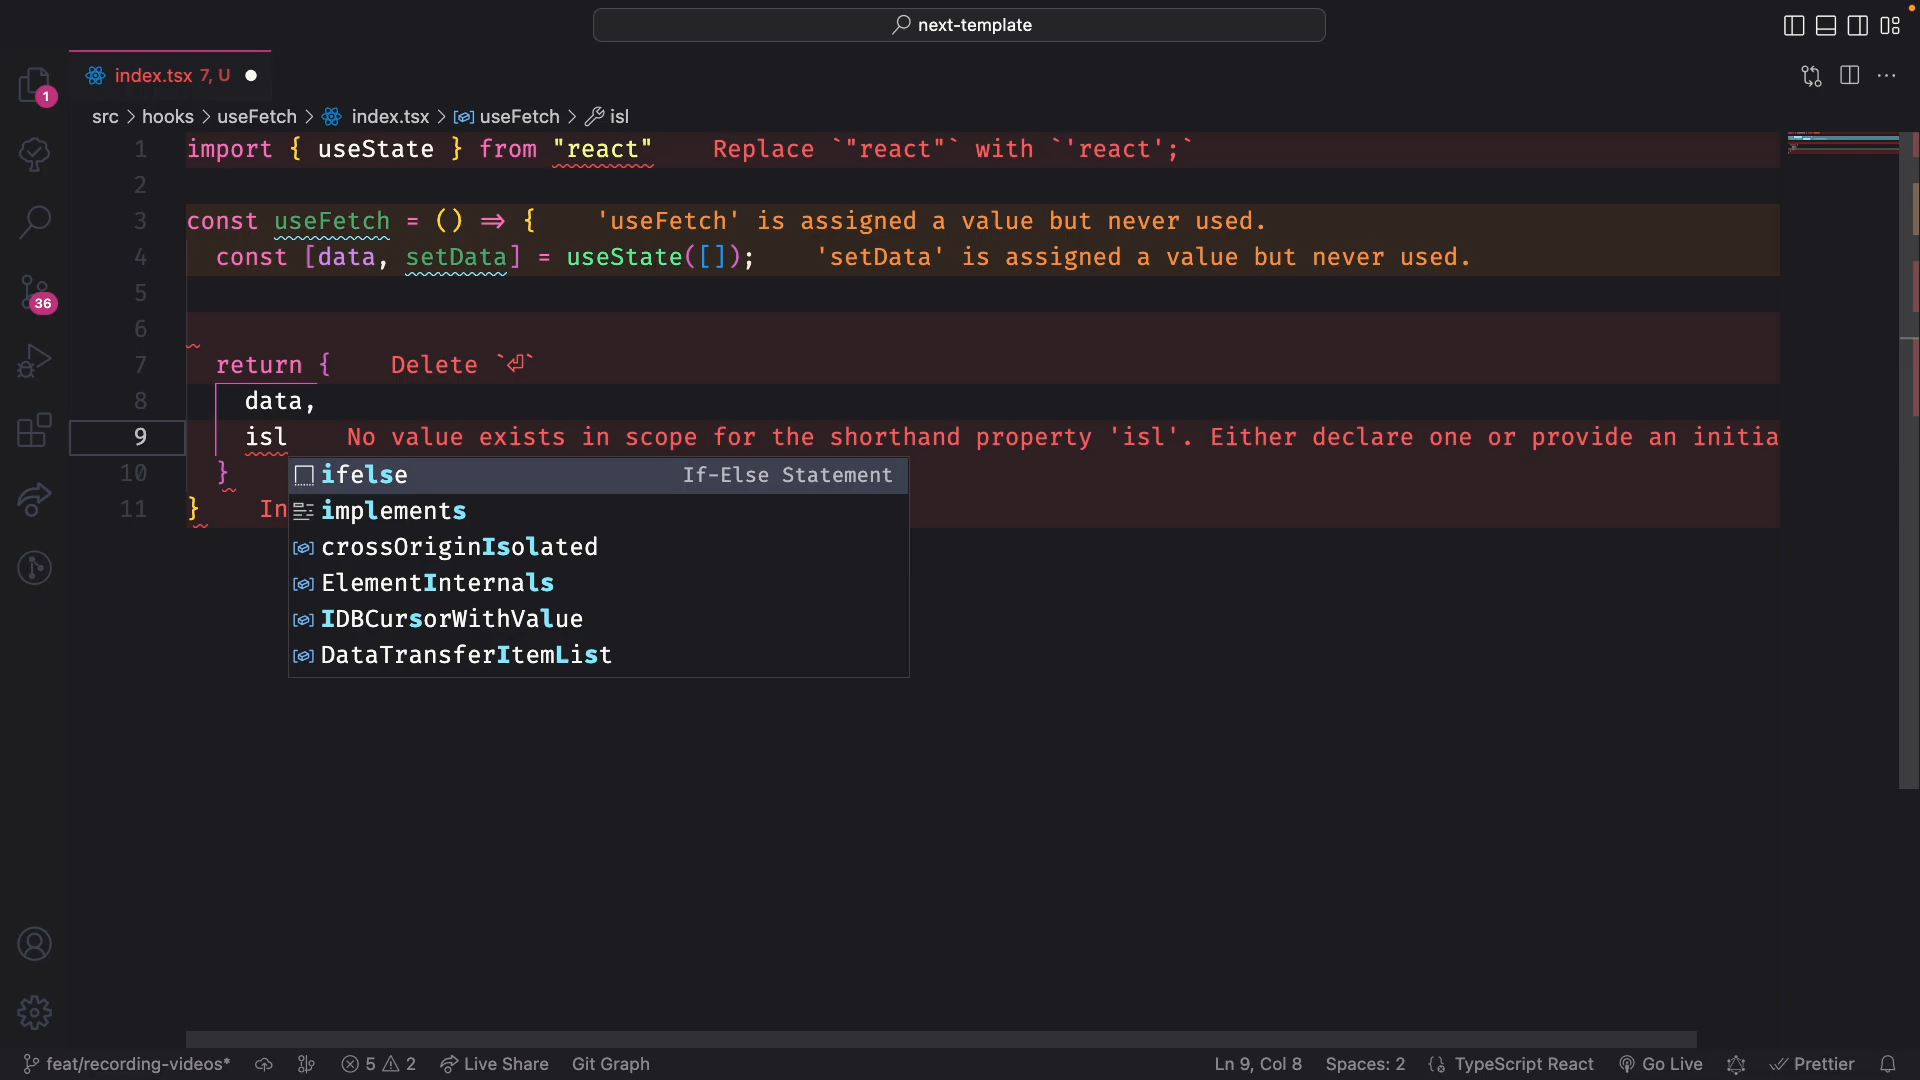 next-template
index.tsx 7, U
1
src > hooks > useFetch > index.tsx > useFetch > isl
1 import { useState } from "react" Replace `"react"` with `'react';`
2
3 const useFetch = () => { 'useFetch' is assigned a value but never used.
4 const [data, setData] = useState([]); 'setData' is assigned a value but never used.
5
36
6
7 return { Delete `⏎`
8 data,
9 isl No value exists in scope for the shorthand property 'isl'. Either declare one or provide an initia
10 }
ifelse If-Else Statement
11 } In
implements
crossOriginIsolated
ElementInternals
IDBCursorWithValue
DataTransferItemList
feat/recording-videos* 5 2 Live Share Git Graph Ln 9, Col 8 Spaces: 2 TypeScript React Go Live Prettier